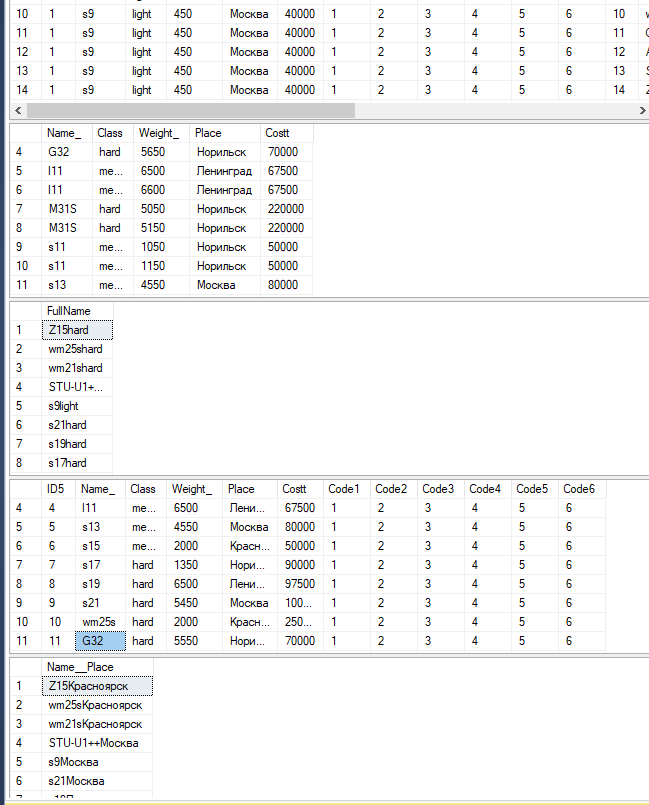 10 1 s9 light 450 Москва 40000 1 2 3 4 5 6 10
11 1 s9 light 450 Москва 40000 1 2 3 4 5 6 11
12 1 s9 light 450 Москва 40000 1 2 3 4 5 6 12
13 1 s9 light 450 Москва 40000 1 2 3 4 5 6 13
14 1 s9 light 450 Москва 40000 1 2 3 4 5 6 14
Name_ Class Weight_ Place Costt
4 G32 hard 5650 Норильск 70000
5 I11 me... 6500 Ленинград 67500
6 I11 me... 6600 Ленинград 67500
7 M31S hard 5050 Норильск 220000
8 M31S hard 5150 Норильск 220000
9 s11 me... 1050 Норильск 50000
10 s11 me... 1150 Норильск 50000
11 s13 me... 4550 Москва 80000
FullName
1 Z15hard
2 wm25shard
3 wm21shard
4 STU-U1+...
5 s9light
6 s21hard
7 s19hard
8 s17hard
ID5 Name_ Class Weight_ Place Costt Code1 Code2 Code3 Code4 Code5 Code6
4 4 I11 me... 6500 Лени... 67500 1 2 3 4 5 6
5 5 s13 me... 4550 Москва 80000 1 2 3 4 5 6
6 6 s15 me... 2000 Красн... 50000 1 2 3 4 5 6
7 7 s17 hard 1350 Нори... 90000 1 2 3 4 5 6
8 8 s19 hard 6500 Лени... 97500 1 2 3 4 5 6
9 9 s21 hard 5450 Москва 100... 1 2 3 4 5 6
10 10 wm25s hard 2000 Красн... 250... 1 2 3 4 5 6
11 11 G32 hard 5550 Нори... 70000 1 2 3 4 5 6
Name__Place
1 Z15Красноярск
2 wm25sКрасноярск
3 wm21sКрасноярск
4 STU-U1++Москва
5 s9Москва
6 s21Москва